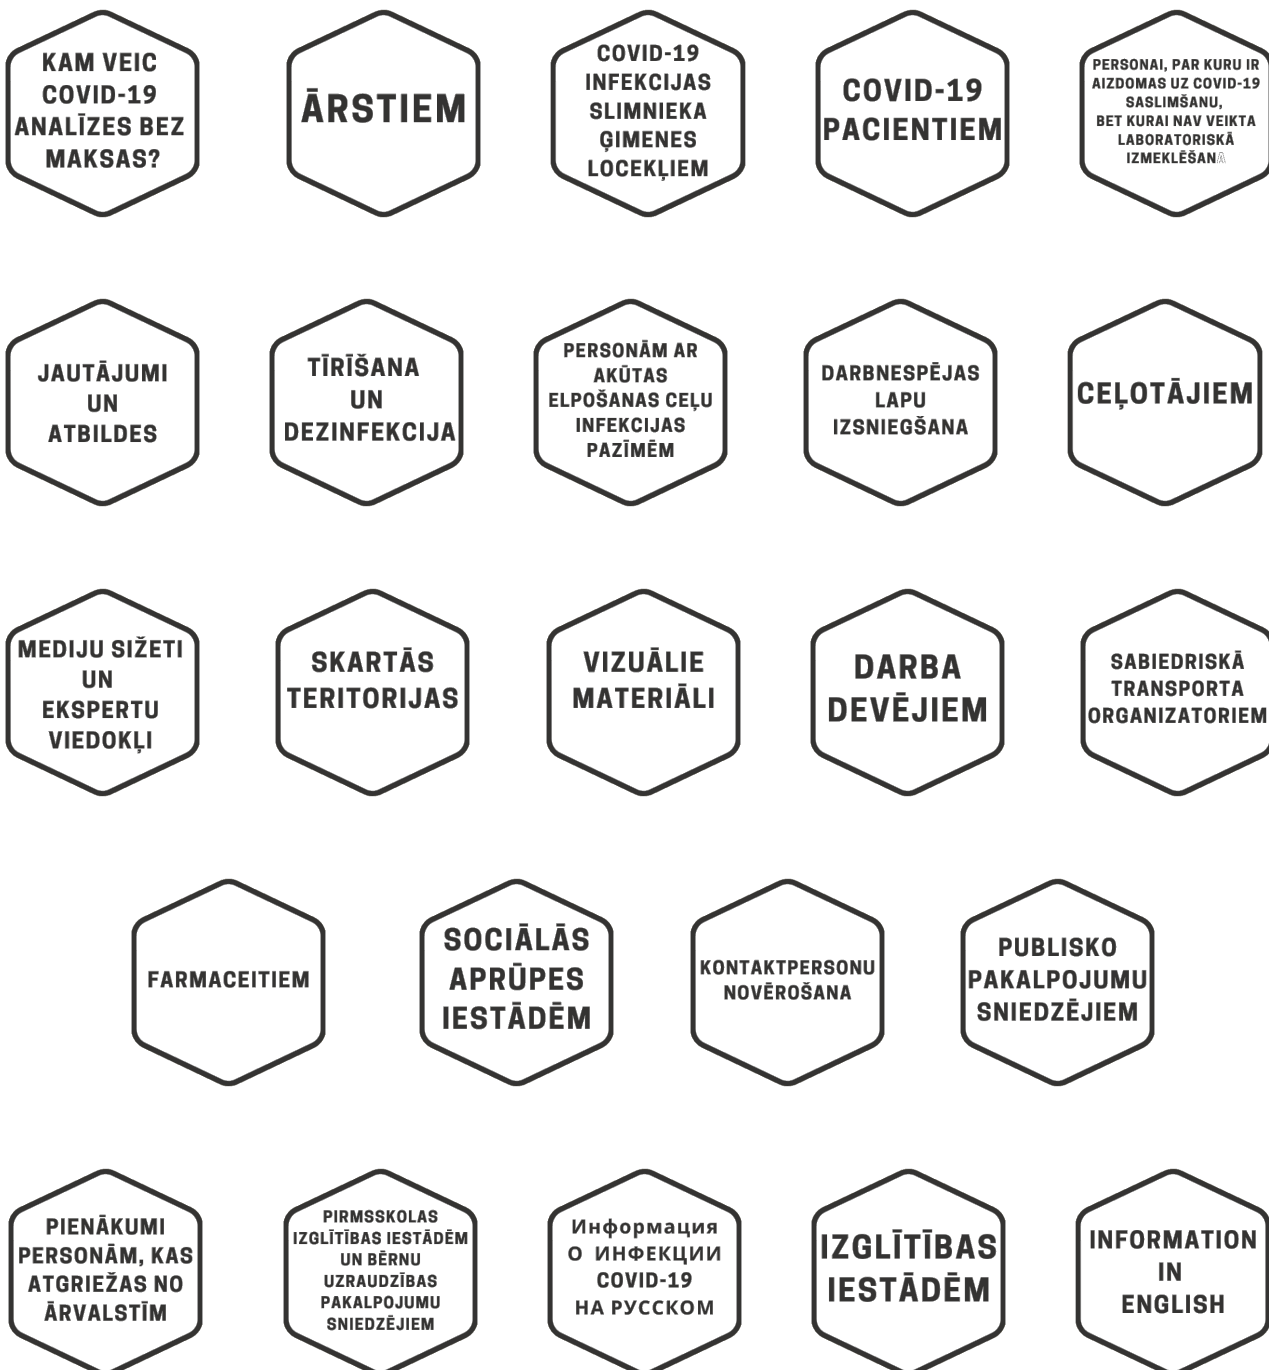 KAM VEIC
COVID-19
ANALĪZES BEZ
MAKSAS?
ĀRSTIEM
COVID-19
INFEKCIJAS
SLIMNIEKA
ĢIMENES
LOCEKĻIEM
COVID-19
PACIENTIEM
PERSONAI, PAR KURU IR
AIZDOMAS UZ COVID-19
SASLIMŠANU,
BET KURAI NAV VEIKTA
LABORATORISKĀ
IZMEKLĒŠANA
JAUTĀJUMI
UN
ATBILDES
TĪRĪŠANA
UN
DEZINFEKCIJA
PERSONĀM AR
AKŪTAS
ELPOŠANAS CEĻU
INFEKCIJAS
PAZĪMĒM
DARBNESPĒJAS
LAPU
IZSNIEGŠANA
CEĻOTĀJIEM
MEDIJU SIŽETI
UN
EKSPERTU
VIEDOKĻI
SKARTĀS
TERITORIJAS
VIZUĀLIE
MATERIĀLI
DARBA
DEVĒJIEM
SABIEDRISKĀ
TRANSPORTA
ORGANIZATORIEM
FARMACEITIEM
SOCIĀLĀS
APRŪPES
IESTĀDĒM
KONTAKTPERSONU
NOVĒROŠANA
PUBLISKO
PAKALPOJUMU
SNIEDZĒJIEM
PIENĀKUMI
PERSONĀM, KAS
ATGRIEŽAS NO
ĀRVALSTĪM
PIRMSSKOLAS
IZGLĪTĪBAS IESTĀDĒM
UN BĒRNU
UZRAUDZĪBAS
PAKALPOJUMU
SNIEDZĒJIEM
Информация
О ИНФЕКЦИИ
COVID-19
НА РУССКОМ
IZGLĪTĪBAS
IESTĀDĒM
INFORMATION
IN
ENGLISH